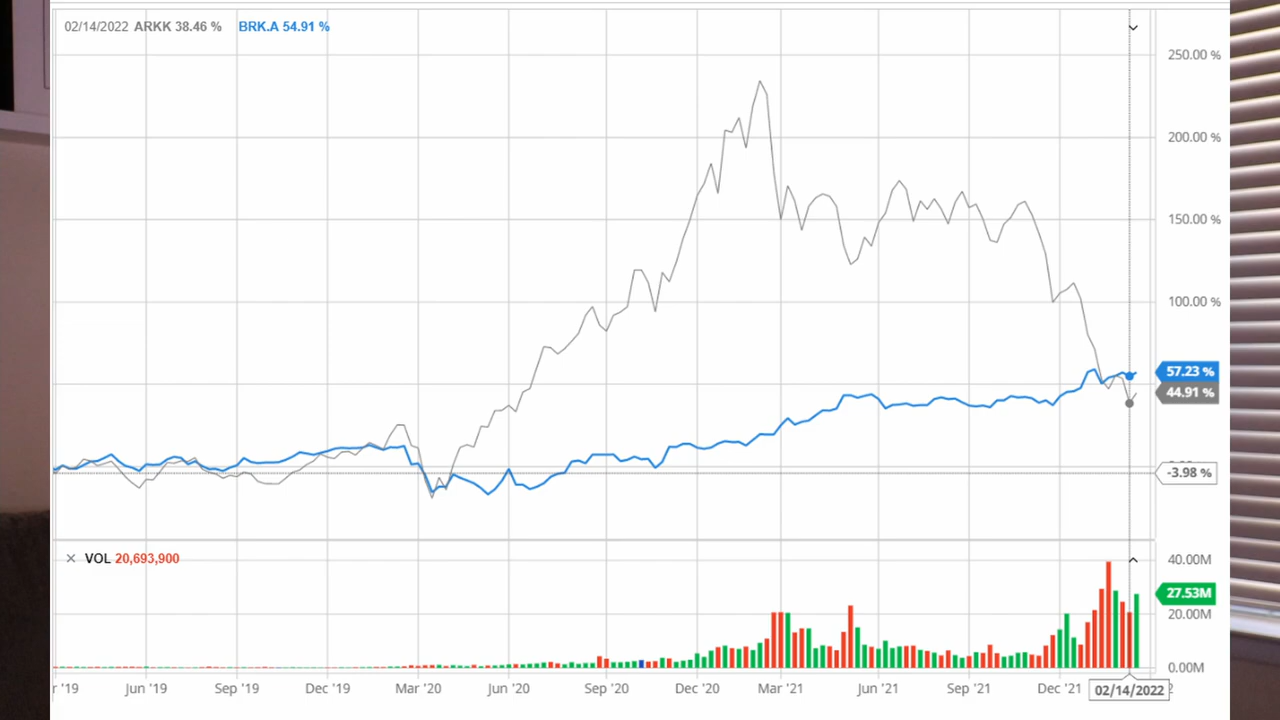 02/14/2022 ARKK 38.46 % BRK.A 54.91 %
250.00 %
200.00 %
150.00 %
100.00 %
57.23 %
44.91 %
-3.98 %
× VOL 20,693,900
40.00M
27.53M
20.00M
0.00M
r '19 Jun '19 Sep '19 Dec '19 Mar '20 Jun '20 Sep '20 Dec '20 Mar '21 Jun '21 Sep '21 Dec '21 02/14/2022 2